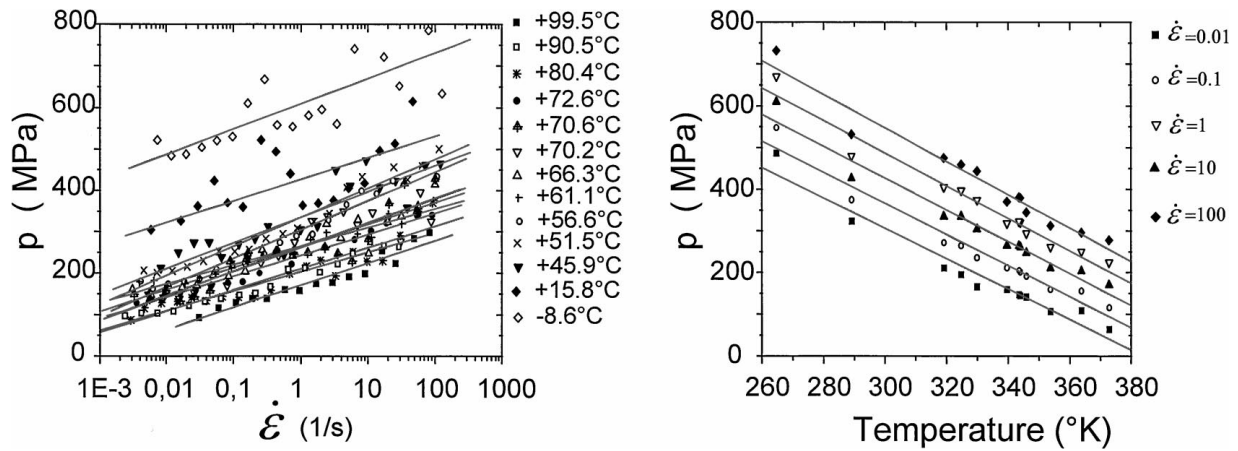 800
600
400
200
0
p (MPa)
1E-3 0,01 0,1 1 10 100 1000
ε̇ (1/s)
+99.5°C
+90.5°C
+80.4°C
+72.6°C
+70.6°C
+70.2°C
+66.3°C
+61.1°C
+56.6°C
+51.5°C
+45.9°C
+15.8°C
-8.6°C
800
600
400
200
0
p (MPa)
260 280 300 320 340 360 380
Temperature (°K)
ε̇=0.01
ε̇=0.1
ε̇=1
ε̇=10
ε̇=100